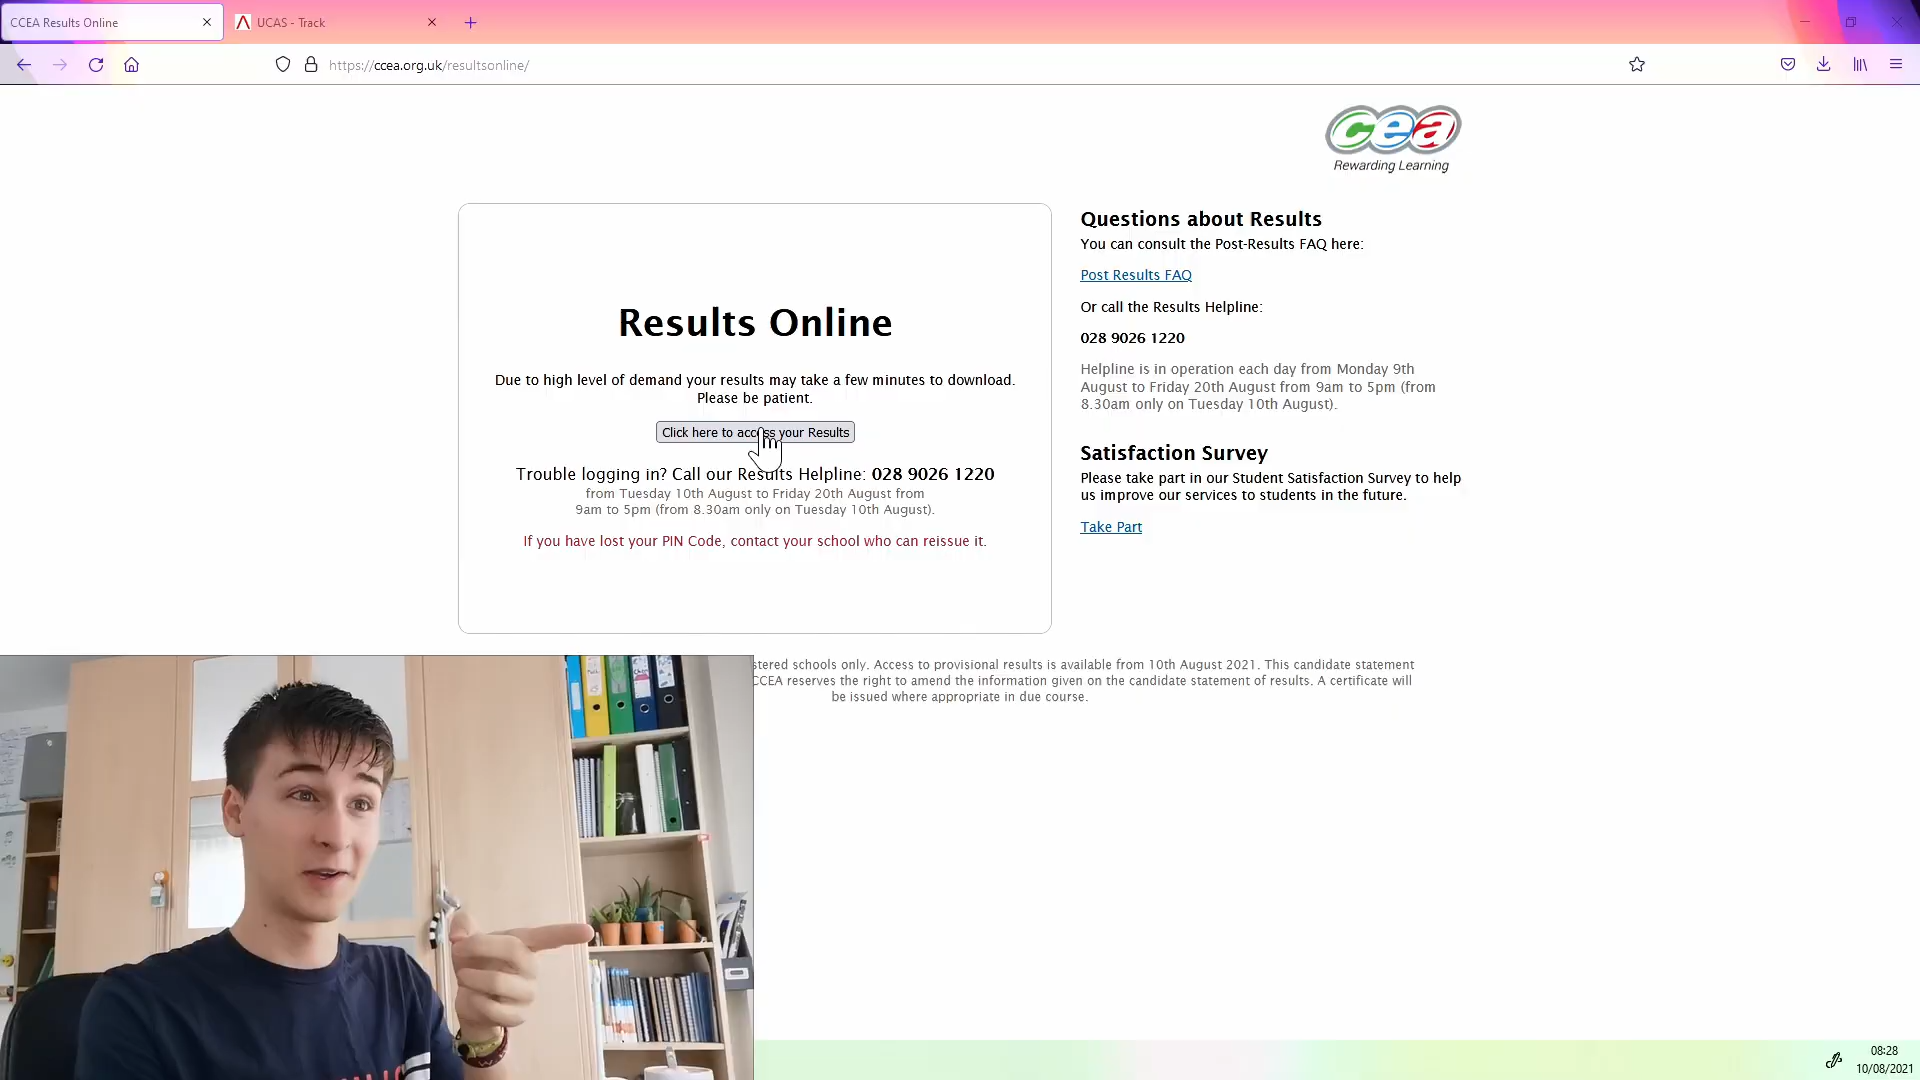 CCEA Results Online
UCAS - Track
https://ccea.org.uk/resultsonline/
ccea
Rewarding Learning
Results Online
Due to high level of demand your results may take a few minutes to download.
Please be patient.
Click here to access your Results
Trouble logging in? Call our Results Helpline: 028 9026 1220
from Tuesday 10th August to Friday 20th August from
9am to 5pm (from 8.30am only on Tuesday 10th August).
If you have lost your PIN Code, contact your school who can reissue it.
Questions about Results
You can consult the Post-Results FAQ here:
Post Results FAQ
Or call the Results Helpline:
028 9026 1220
Helpline is in operation each day from Monday 9th
August to Friday 20th August from 9am to 5pm (from
8.30am only on Tuesday 10th August).
Satisfaction Survey
Please take part in our Student Satisfaction Survey to help
us improve our services to students in the future.
Take Part
stered schools only. Access to provisional results is available from 10th August 2021. This candidate statement
CCEA reserves the right to amend the information given on the candidate statement of results. A certificate will
be issued where appropriate in due course.
08:28
10/08/2021